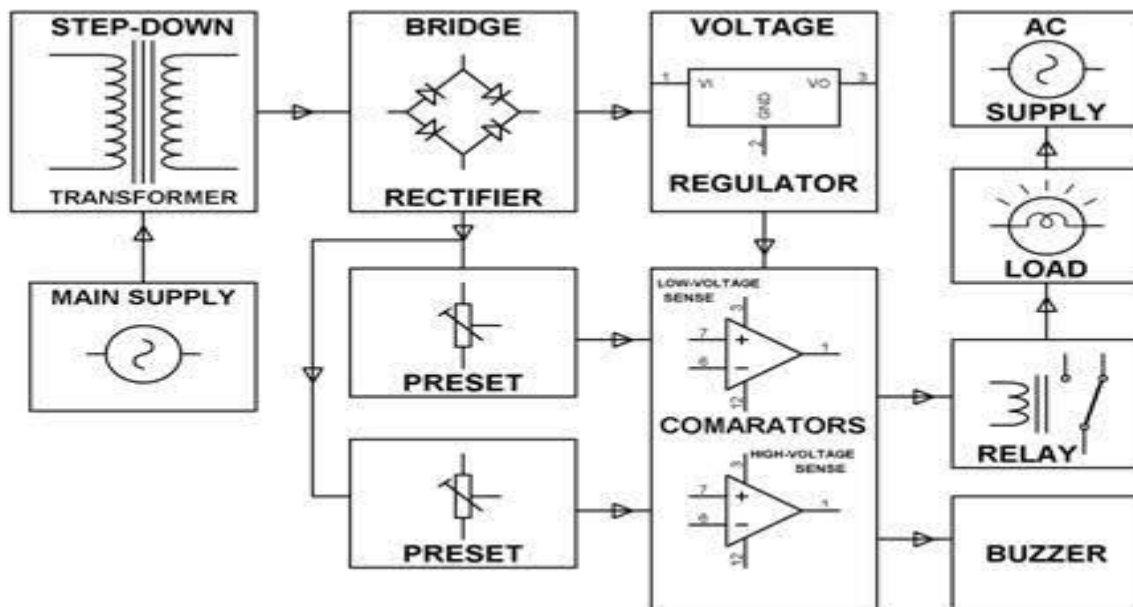 STEP-DOWN
TRANSFORMER
BRIDGE
RECTIFIER
VOLTAGE
1
VI
VO
3
GND
2
REGULATOR
AC
SUPPLY
LOAD
MAIN SUPPLY
PRESET
LOW-VOLTAGE
SENSE
3
7
+
6
−
1
12
COMARATORS
RELAY
PRESET
HIGH-VOLTAGE
SENSE
3
7
+
6
−
1
12
BUZZER